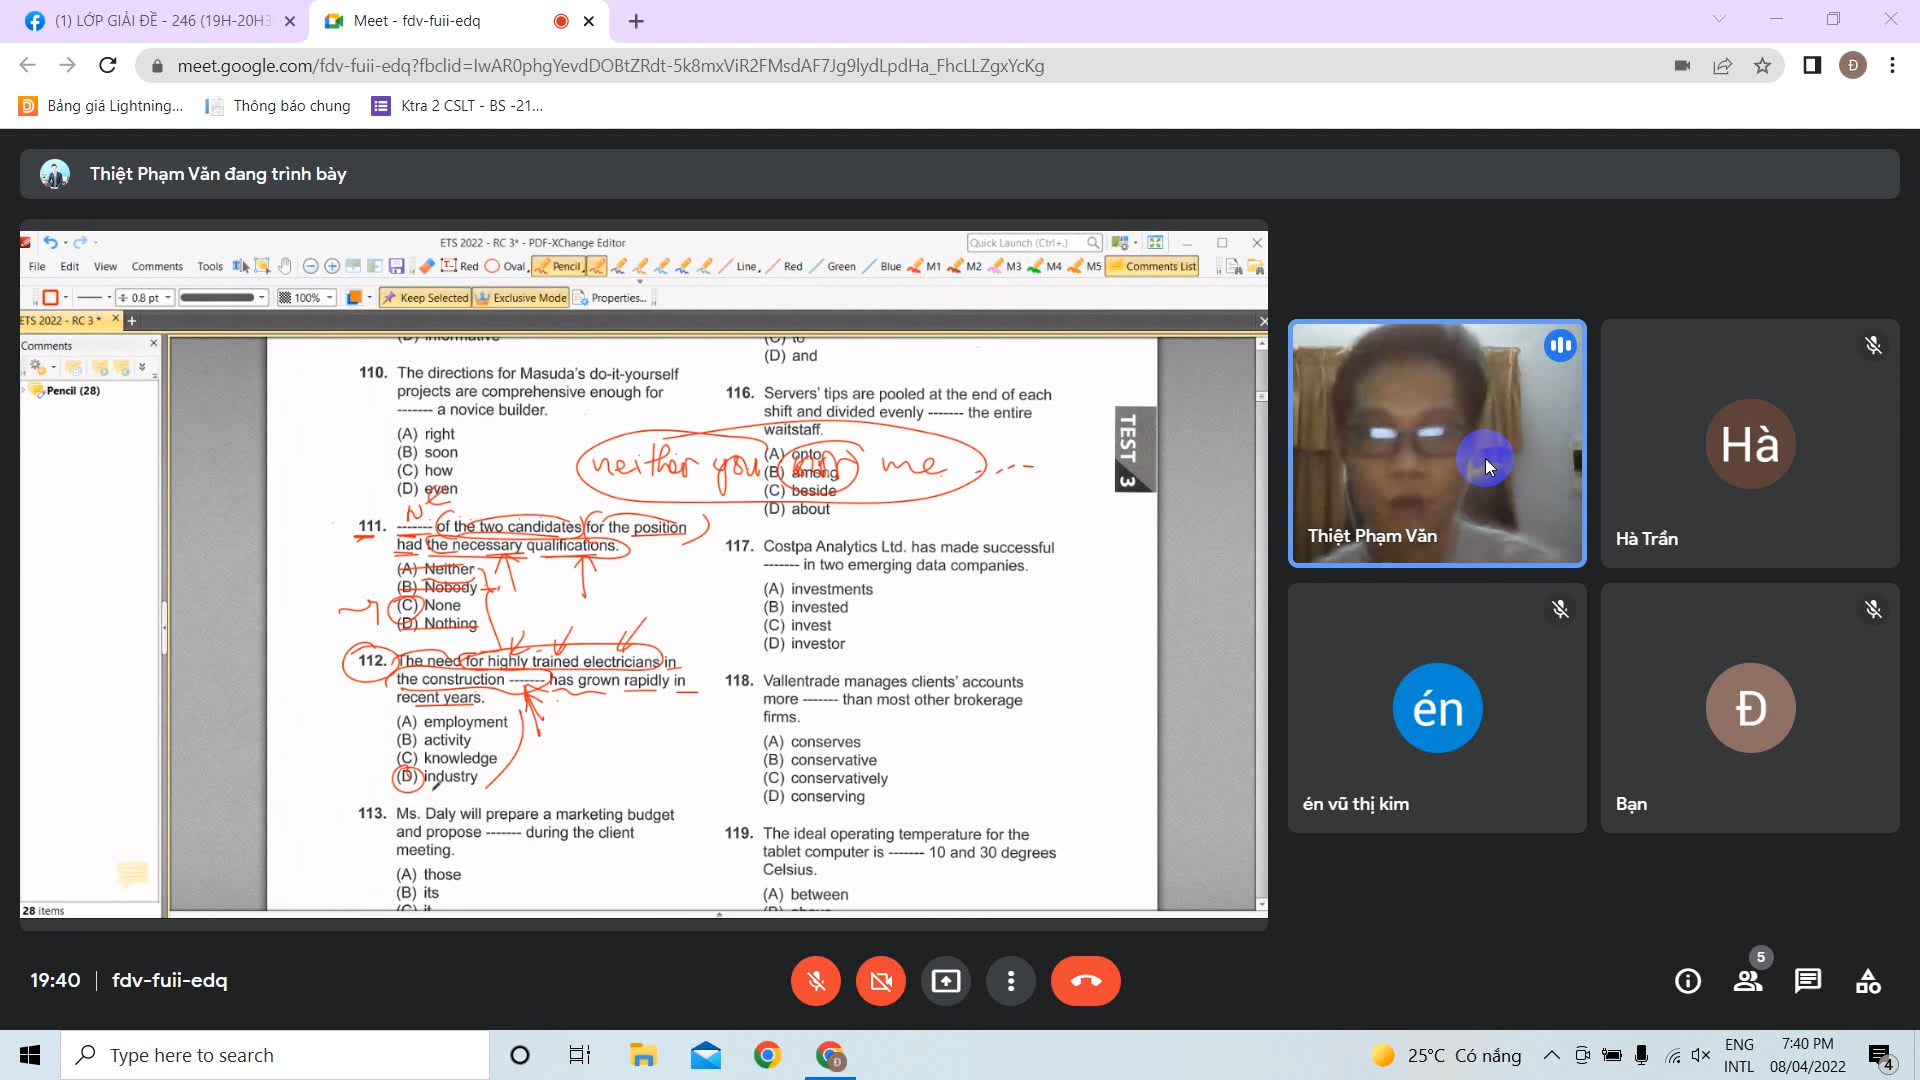 (1) LỚP GIẢI ĐỀ - 246 (19H-20H3
Meet - fdv-fuii-edq
meet.google.com/fdv-fuii-edq?fbclid=IwAR0phgYevdDOBtZRdt-5k8mxViR2FMsdAF7Jg9lydLpdHa_FhcLLZgxYcKg
Đ
Bảng giá Lightning...
Thông báo chung
Ktra 2 CSLT - BS -21...
Thiệt Phạm Văn đang trình bày
ETS 2022 - RC 3* - PDF-XChange Editor
Quick Launch (Ctrl+.)
File Edit View Comments Tools Red Oval Pencil Line Red Green Blue M1 M2 M3 M4 M5 Comments List
0.8 pt 100% Keep Selected Exclusive Mode Properties...
ETS 2022 - RC 3 *
Comments
Pencil (28)
28 items
(D) informative
110. The directions for Masuda's do-it-yourself
projects are comprehensive enough for
------- a novice builder.
(A) right
(B) soon
(C) how
(D) even
N
111. ------- of the two candidates for the position
had the necessary qualifications.
(A) Neither
(B) Nobody
(C) None
(D) Nothing
112. The need for highly trained electricians in
the construction ------- has grown rapidly in
recent years.
(A) employment
(B) activity
(C) knowledge
(D) industry
113. Ms. Daly will prepare a marketing budget
and propose ------- during the client
meeting.
(A) those
(B) its
(C) it
(C) to
(D) and
116. Servers' tips are pooled at the end of each
shift and divided evenly ------- the entire
waitstaff.
neither you nor me ----
(A) onto
(B) among
(C) beside
(D) about
117. Costpa Analytics Ltd. has made successful
------- in two emerging data companies.
(A) investments
(B) invested
(C) invest
(D) investor
118. Vallentrade manages clients' accounts
more ------- than most other brokerage
firms.
(A) conserves
(B) conservative
(C) conservatively
(D) conserving
119. The ideal operating temperature for the
tablet computer is ------- 10 and 30 degrees
Celsius.
(A) between
(B) above
TEST 3
Thiệt Phạm Văn
Hà
Hà Trần
én
én vũ thị kim
Đ
Bạn
19:40 | fdv-fuii-edq
5
Type here to search
25°C Có nắng
ENG
INTL
7:40 PM
08/04/2022
4